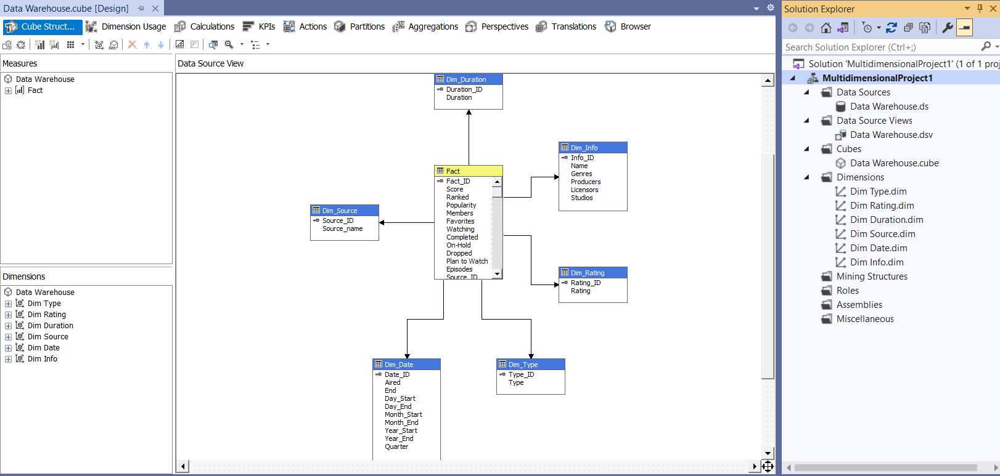 Data Warehouse.cube [Design]
Cube Struct...
Dimension Usage
Calculations
KPIs
Actions
Partitions
Aggregations
Perspectives
Translations
Browser
Measures
Data Warehouse
Fact
Dimensions
Data Warehouse
Dim Type
Dim Rating
Dim Duration
Dim Source
Dim Date
Dim Info
Data Source View
Dim_Duration
Duration_ID
Duration
Dim_Info
Info_ID
Name
Genres
Producers
Licensors
Studios
Fact
Fact_ID
Score
Ranked
Popularity
Members
Favorites
Watching
Completed
On-Hold
Dropped
Plan to Watch
Episodes
Source_ID
Dim_Source
Source_ID
Source_name
Dim_Rating
Rating_ID
Rating
Dim_Date
Date_ID
Aired
End
Day_Start
Day_End
Month_Start
Month_End
Year_Start
Year_End
Quarter
Dim_Type
Type_ID
Type
Solution Explorer
Search Solution Explorer (Ctrl+;)
Solution 'MultidimensionalProject1' (1 of 1 proj
MultidimensionalProject1
Data Sources
Data Warehouse.ds
Data Source Views
Data Warehouse.dsv
Cubes
Data Warehouse.cube
Dimensions
Dim Type.dim
Dim Rating.dim
Dim Duration.dim
Dim Source.dim
Dim Date.dim
Dim Info.dim
Mining Structures
Roles
Assemblies
Miscellaneous